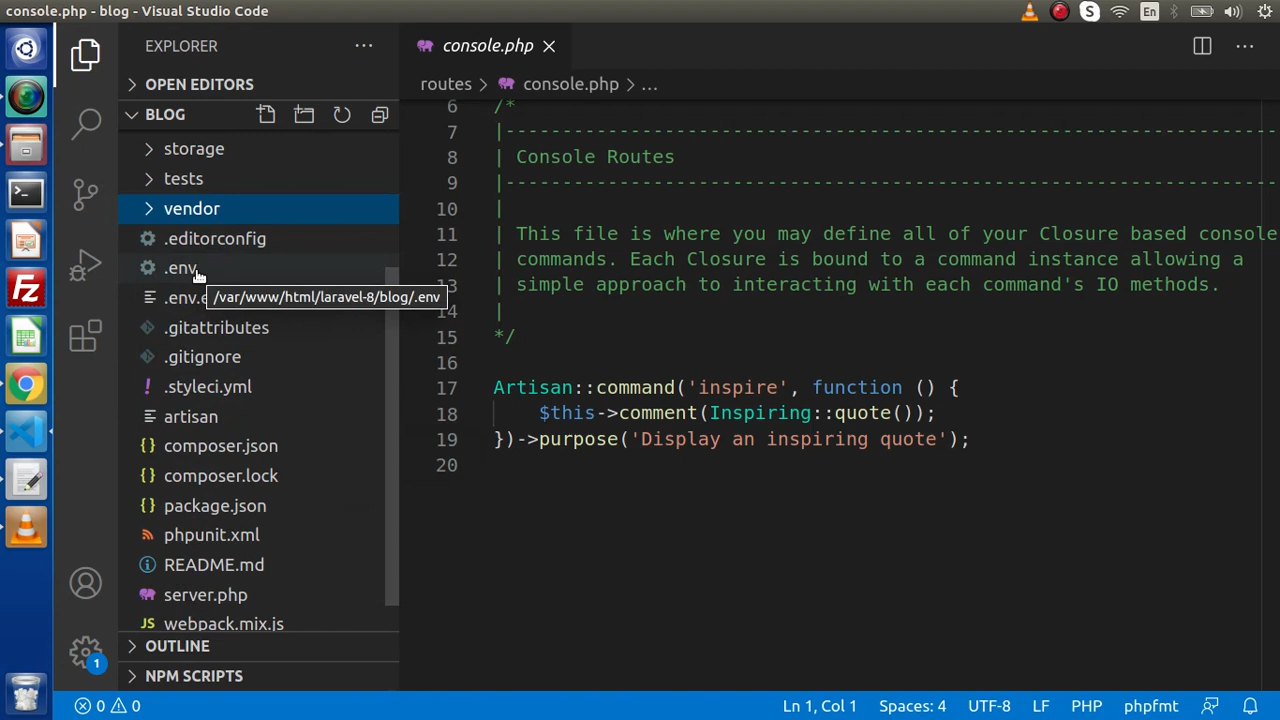 console.php - blog - Visual Studio Code
S
En
EXPLORER
OPEN EDITORS
BLOG
storage
tests
vendor
.editorconfig
.env
.env.e
/var/www/html/laravel-8/blog/.env
.gitattributes
.gitignore
.styleci.yml
artisan
composer.json
composer.lock
package.json
phpunit.xml
README.md
server.php
webpack.mix.js
OUTLINE
NPM SCRIPTS
1
console.php
routes > console.php > ...
6 /*
7 |--------------------------------------------------------------------------
8 | Console Routes
9 |--------------------------------------------------------------------------
10 |
11 | This file is where you may define all of your Closure based console
12 | commands. Each Closure is bound to a command instance allowing a
13 | simple approach to interacting with each command's IO methods.
14 |
15 */
16
17 Artisan::command('inspire', function () {
18 $this->comment(Inspiring::quote());
19 })->purpose('Display an inspiring quote');
20
0 0 Ln 1, Col 1 Spaces: 4 UTF-8 LF PHP phpfmt